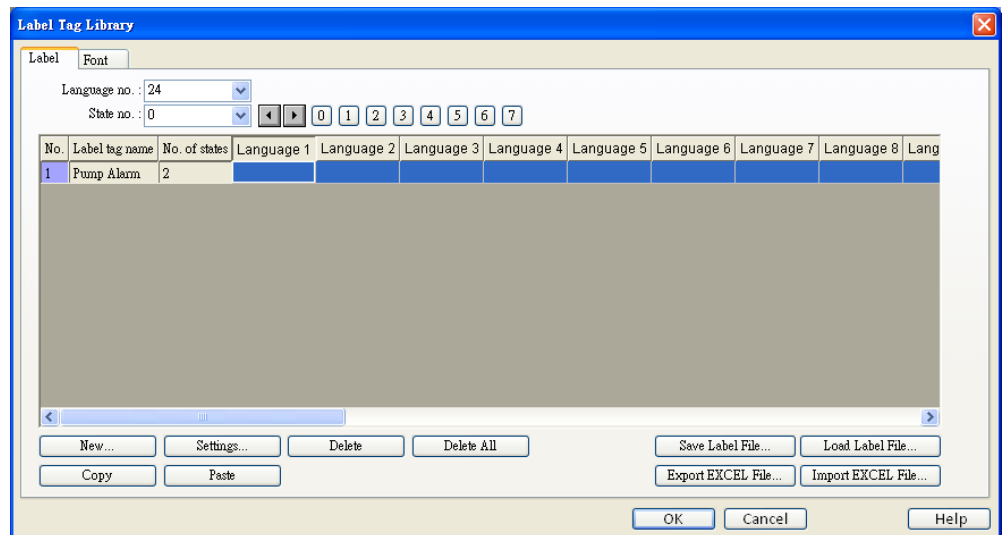 Label Tag Library
Label Font
Language no. : 24
State no. : 0 0 1 2 3 4 5 6 7
No. Label tag name No. of states Language 1 Language 2 Language 3 Language 4 Language 5 Language 6 Language 7 Language 8 Lang
1 Pump Alarm 2
New... Settings... Delete Delete All Save Label File... Load Label File...
Copy Paste Export EXCEL File... Import EXCEL File...
OK Cancel Help